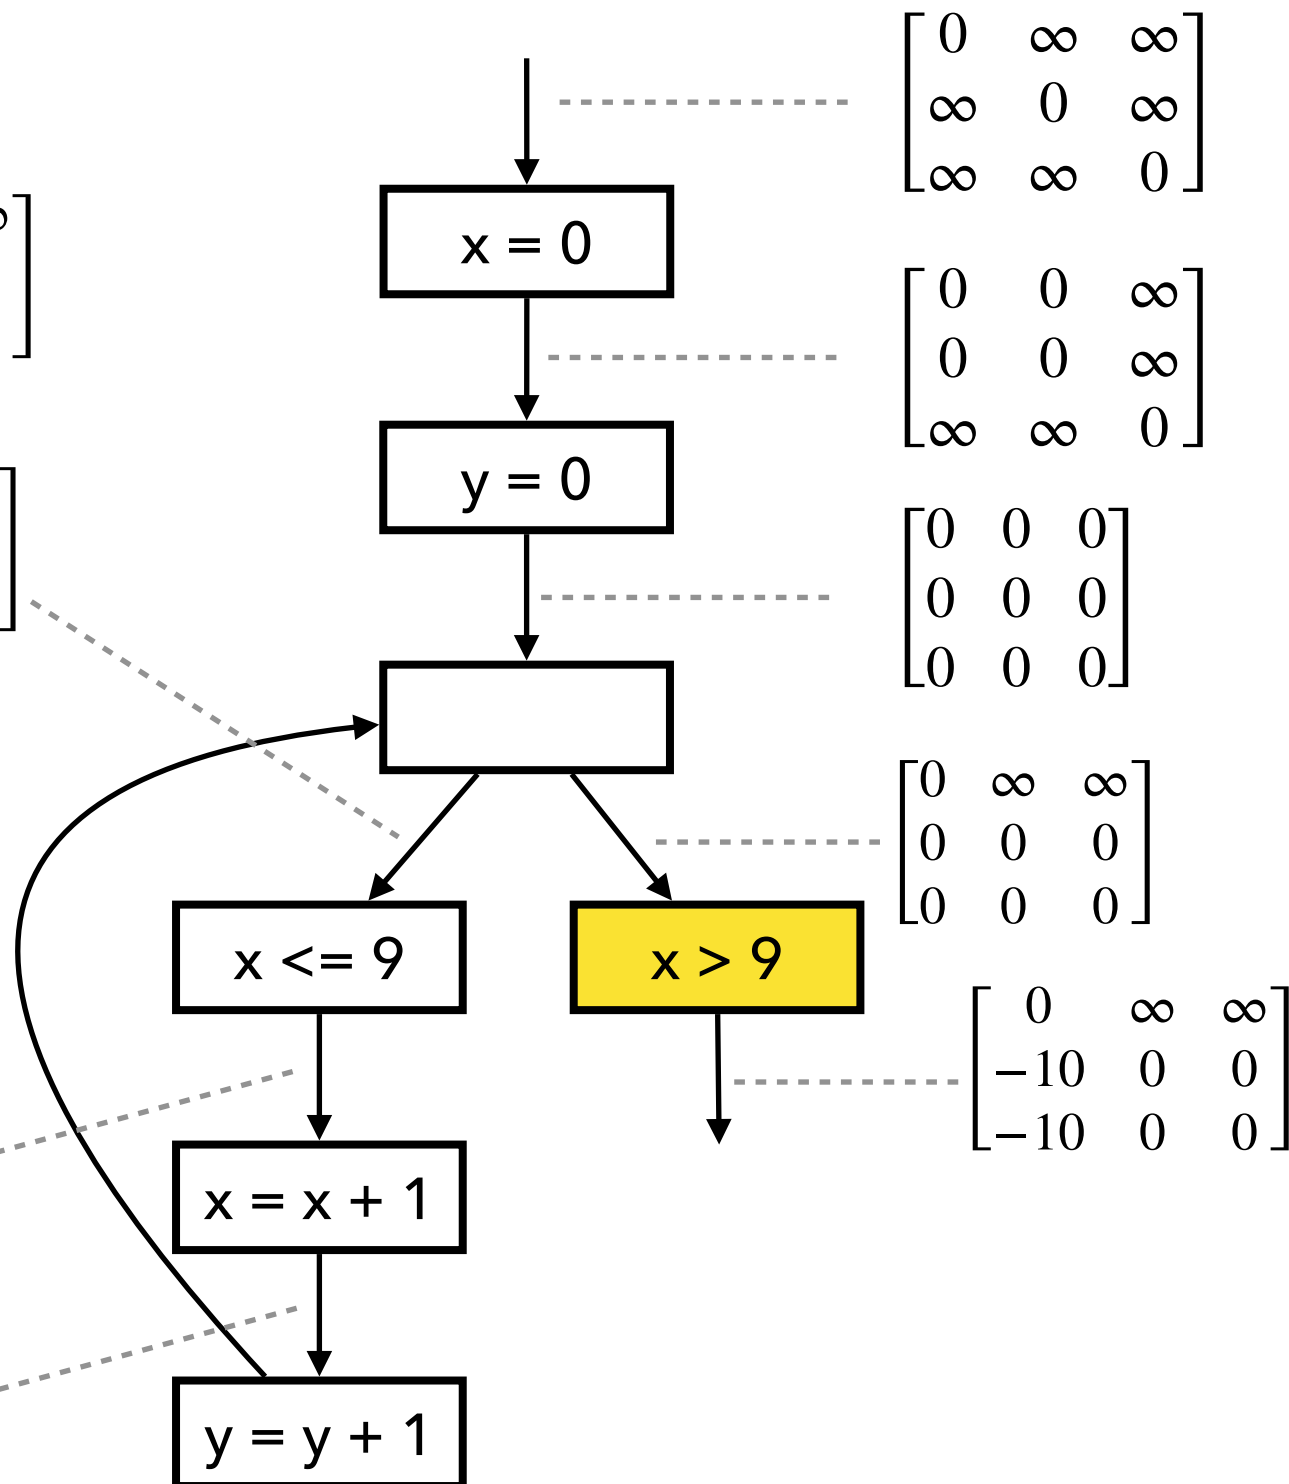 x = 0
y = 0
x <= 9
x > 9
x = x + 1
y = y + 1
0 ∞ ∞
∞ 0 ∞
∞ ∞ 0
0 0 ∞
0 0 ∞
∞ ∞ 0
0 0 0
0 0 0
0 0 0
0 ∞ ∞
0 0 0
0 0 0
0 ∞ ∞
−10 0 0
−10 0 0